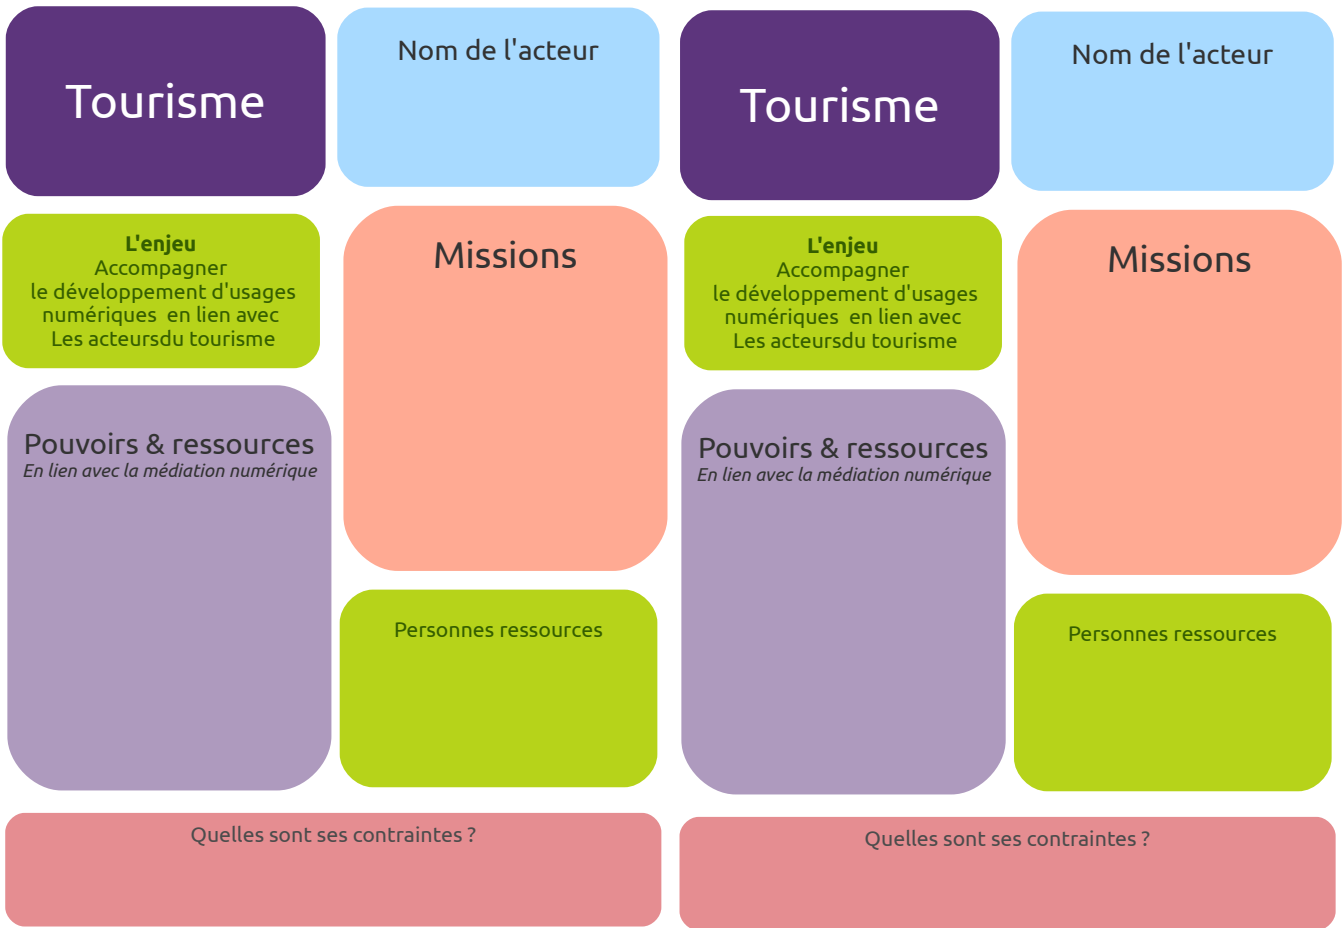 Tourisme
Nom de l'acteur
L'enjeu
Accompagner
le développement d'usages
numériques en lien avec
Les acteursdu tourisme
Missions
Pouvoirs & ressources
En lien avec la médiation numérique
Personnes ressources
Quelles sont ses contraintes ?
Tourisme
Nom de l'acteur
L'enjeu
Accompagner
le développement d'usages
numériques en lien avec
Les acteursdu tourisme
Missions
Pouvoirs & ressources
En lien avec la médiation numérique
Personnes ressources
Quelles sont ses contraintes ?